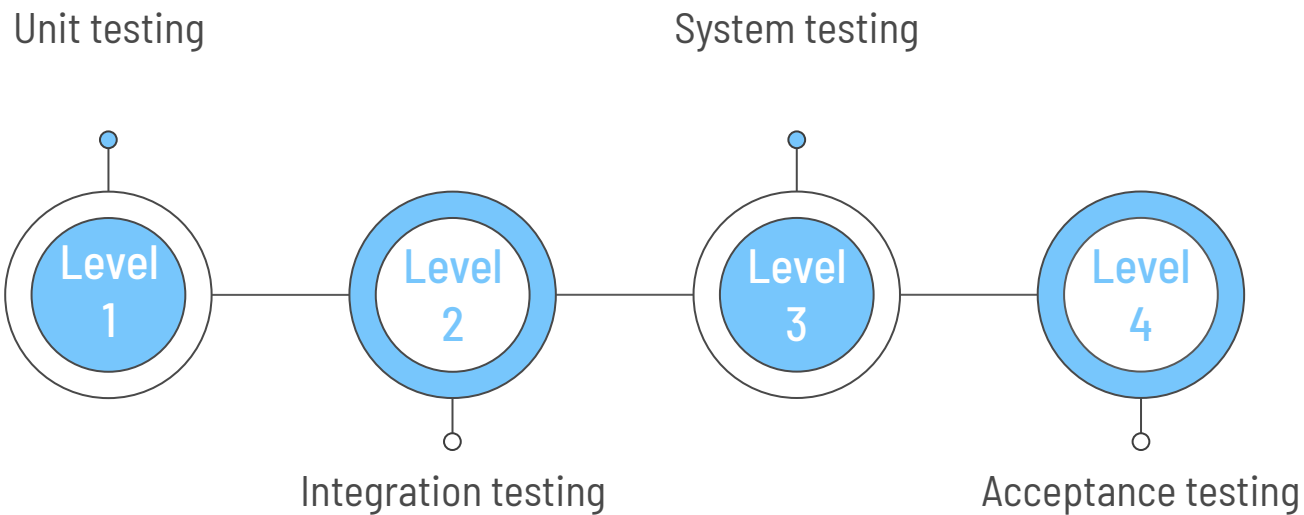 Unit testing
System testing
Level
1
Level
2
Level
3
Level
4
Integration testing
Acceptance testing